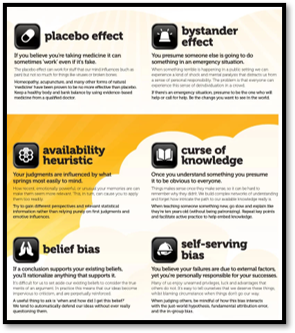 placebo effect
If you believe you're taking medicine it can
sometimes 'work' even if it's fake.
The placebo effect can work for stuff that our mind influences (such as
pain) but not so much for things like viruses or broken bones.
Homeopathy, acupuncture, and many other forms of natural
'medicine' have been proven to be no more effective than placebo.
Keep a healthy body and bank balance by using evidence-based
medicine from a qualified doctor.
bystander
effect
You presume someone else is going to do
something in an emergency situation.
When something terrible is happening in a public setting we can
experience a kind of shock and mental paralysis that distracts us from
a sense of personal responsibility. The problem is that everyone can
experience this sense of deindividuation in a crowd.
If there's an emergency situation, presume to be the one who will
help or call for help. Be the change you want to see in the world.
availability
heuristic
Your judgments are influenced by what
springs most easily to mind.
How recent, emotionally powerful, or unusual your memories are can
make them seem more relevant. This, in turn, can cause you to apply
them too readily.
Try to gain different perspectives and relevant statistical
information rather than relying purely on first judgments and
emotive influences.
curse of
knowledge
Once you understand something you presume
it to be obvious to everyone.
Things make sense once they make sense, so it can be hard to
remember why they didn't. We build complex networks of understanding
and forget how intricate the path to our available knowledge really is.
When teaching someone something new, go slow and explain like
they're ten years old (without being patronizing). Repeat key points
and facilitate active practice to help embed knowledge.
belief bias
If a conclusion supports your existing beliefs,
you'll rationalize anything that supports it.
It's difficult for us to set aside our existing beliefs to consider the true
merits of an argument. In practice this means that our ideas become
impervious to criticism, and are perpetually reinforced.
A useful thing to ask is 'when and how did I get this belief?'
We tend to automatically defend our ideas without ever really
questioning them.
self-serving
bias
You believe your failures are due to external factors,
yet you're personally responsible for your successes.
Many of us enjoy unearned privileges, luck and advantages that
others do not. It's easy to tell ourselves that we deserve these things,
whilst blaming circumstance when things don't go our way.
When judging others, be mindful of how this bias interacts
with the just-world hypothesis, fundamental attribution error,
and the in-group bias.